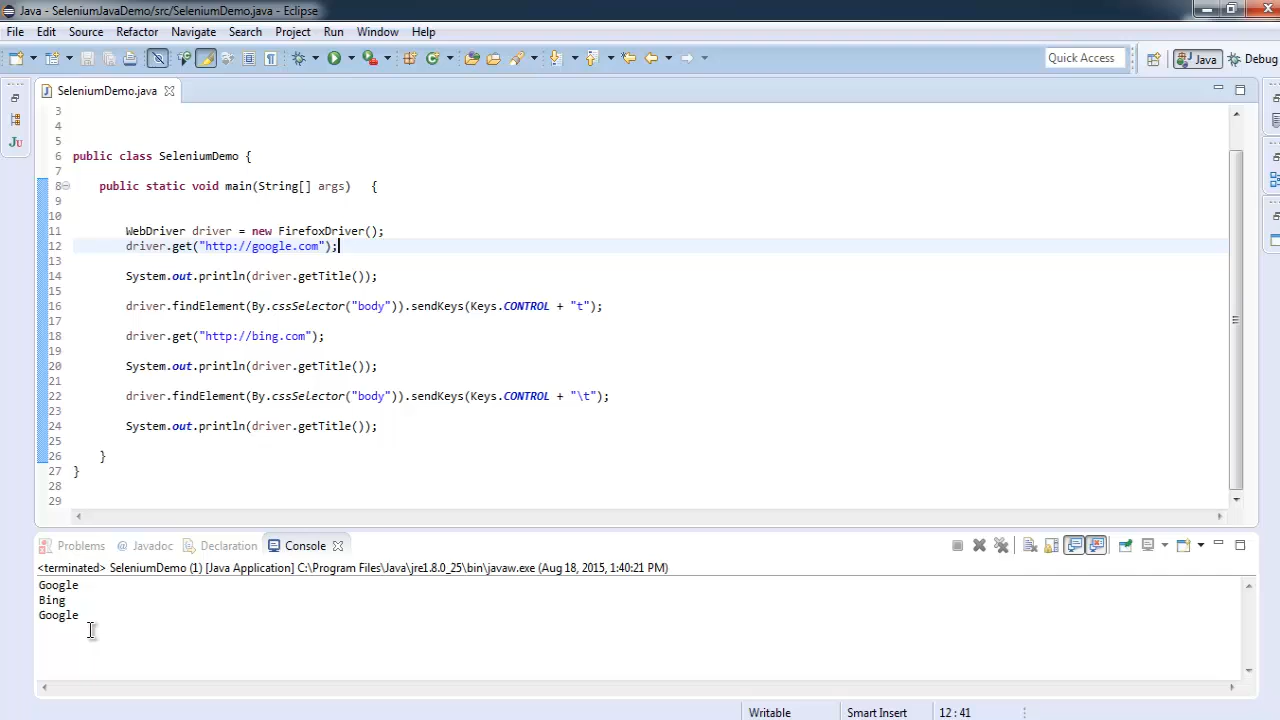 Java - SeleniumJavaDemo/src/SeleniumDemo.java - Eclipse
File Edit Source Refactor Navigate Search Project Run Window Help
Quick Access Java Debug
SeleniumDemo.java
3
4
5
6 public class SeleniumDemo {
7
8 public static void main(String[] args) {
9
10
11 WebDriver driver = new FirefoxDriver();
12 driver.get("http://google.com");
13
14 System.out.println(driver.getTitle());
15
16 driver.findElement(By.cssSelector("body")).sendKeys(Keys.CONTROL + "t");
17
18 driver.get("http://bing.com");
19
20 System.out.println(driver.getTitle());
21
22 driver.findElement(By.cssSelector("body")).sendKeys(Keys.CONTROL + "\t");
23
24 System.out.println(driver.getTitle());
25
26 }
27 }
28
29
Problems @ Javadoc Declaration Console
<terminated> SeleniumDemo (1) [Java Application] C:\Program Files\Java\jre1.8.0_25\bin\javaw.exe (Aug 18, 2015, 1:40:21 PM)
Google
Bing
Google
Writable Smart Insert 12 : 41